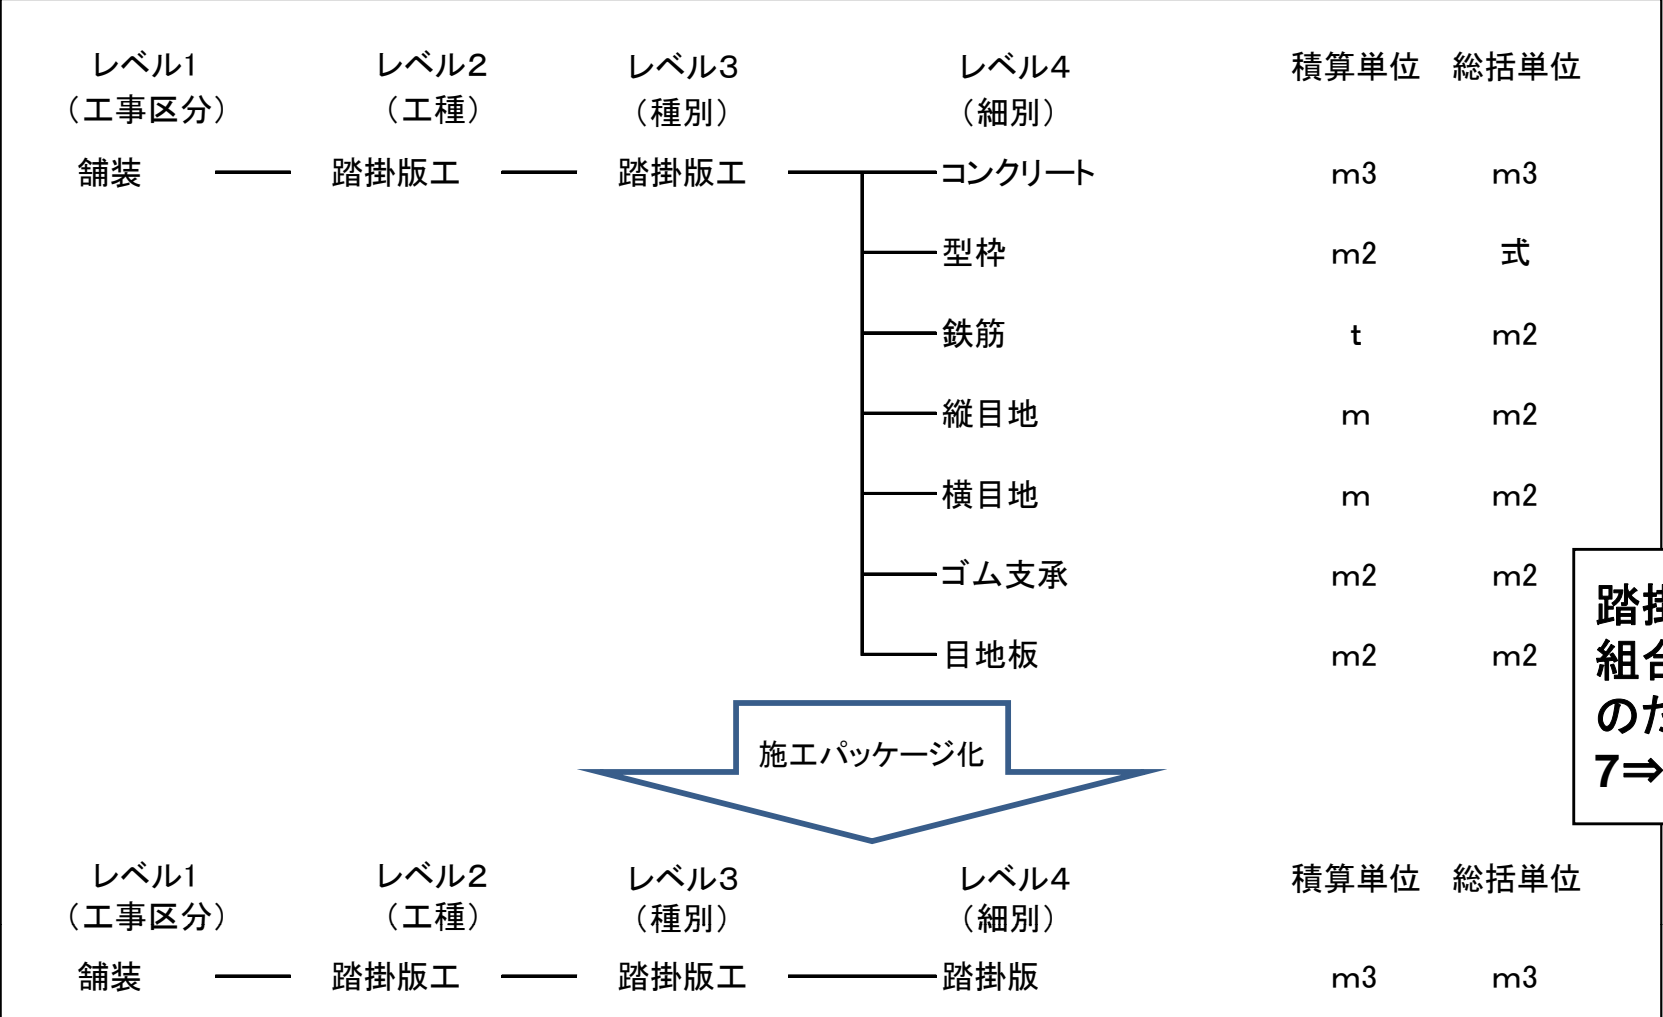 レベル1 レベル2 レベル3 レベル4 積算単位 総括単位
（工事区分） （工種） （種別） （細別）
舗装 踏掛版工 踏掛版工 コンクリート m3 m3
型枠 m2 式
鉄筋 t m2
縦目地 m m2
横目地 m m2
ゴム支承 m2 m2
目地板 m2 m2
踏
組
の
7⇒
施工パッケージ化
レベル1 レベル2 レベル3 レベル4 積算単位 総括単位
（工事区分） （工種） （種別） （細別）
舗装 踏掛版工 踏掛版工 踏掛版 m3 m3